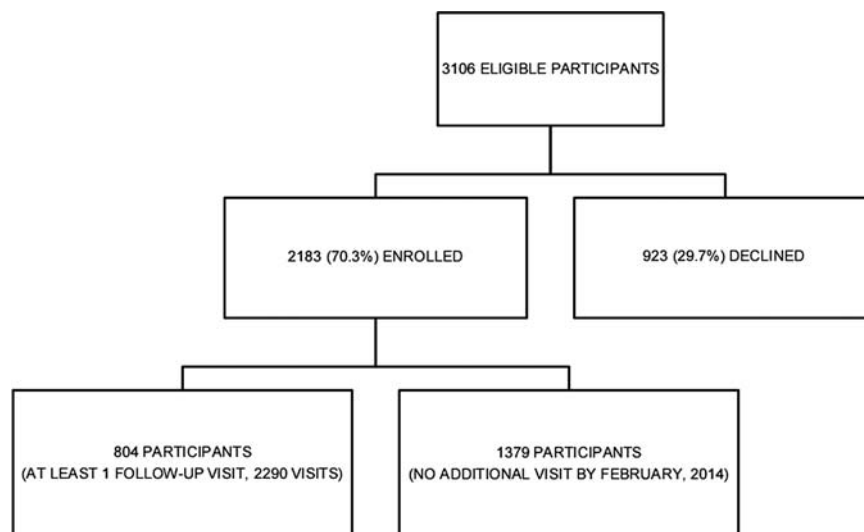 3106 ELIGIBLE PARTICIPANTS
2183 (70.3%) ENROLLED
923 (29.7%) DECLINED
804 PARTICIPANTS
(AT LEAST 1 FOLLOW-UP VISIT, 2290 VISITS)
1379 PARTICIPANTS
(NO ADDITIONAL VISIT BY FEBRUARY, 2014)